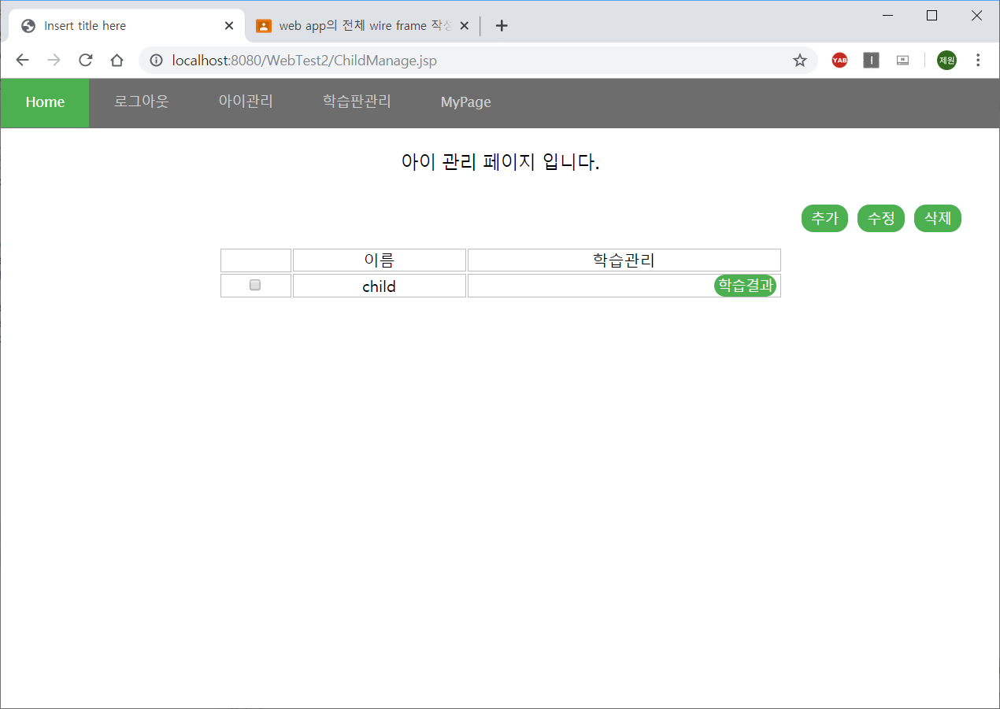 Insert title here
web app의 전체 wire frame 작성
localhost:8080/WebTest2/ChildManage.jsp
YAB
I
제원
Home 로그아웃 아이관리 학습판관리 MyPage
아이 관리 페이지 입니다.
추가 수정 삭제
이름 학습관리
child 학습결과